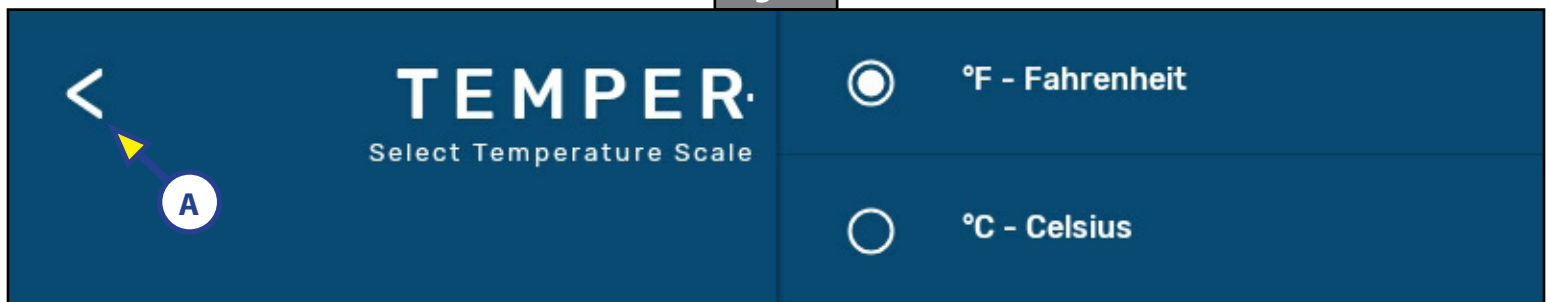 TEMPER
Select Temperature Scale
A
°F - Fahrenheit
°C - Celsius